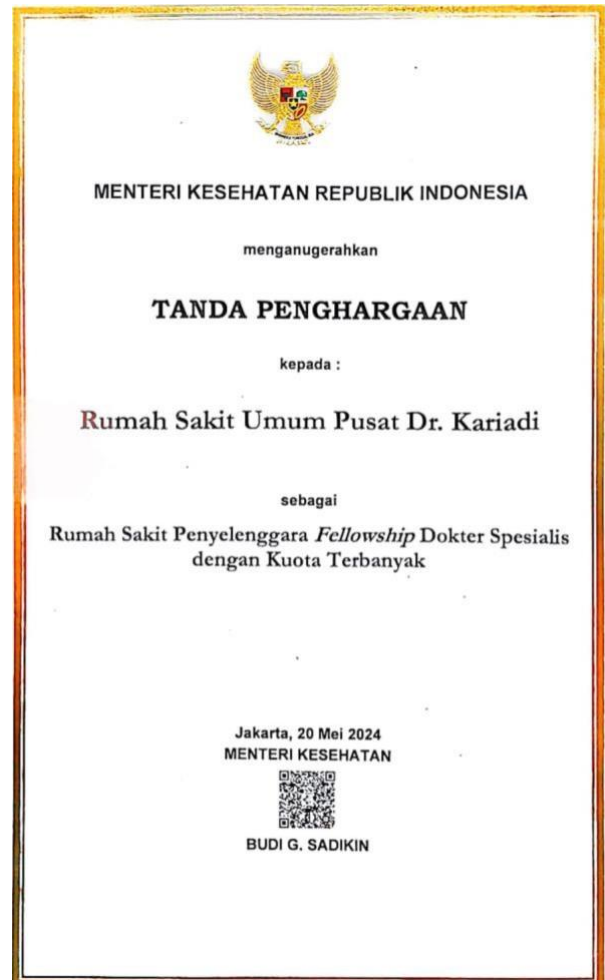 MENTERI KESEHATAN REPUBLIK INDONESIA
menganugerahkan
TANDA PENGHARGAAN
kepada :
Rumah Sakit Umum Pusat Dr. Kariadi
sebagai
Rumah Sakit Penyelenggara Fellowship Dokter Spesialis
dengan Kuota Terbanyak
Jakarta, 20 Mei 2024
MENTERI KESEHATAN
BUDI G. SADIKIN